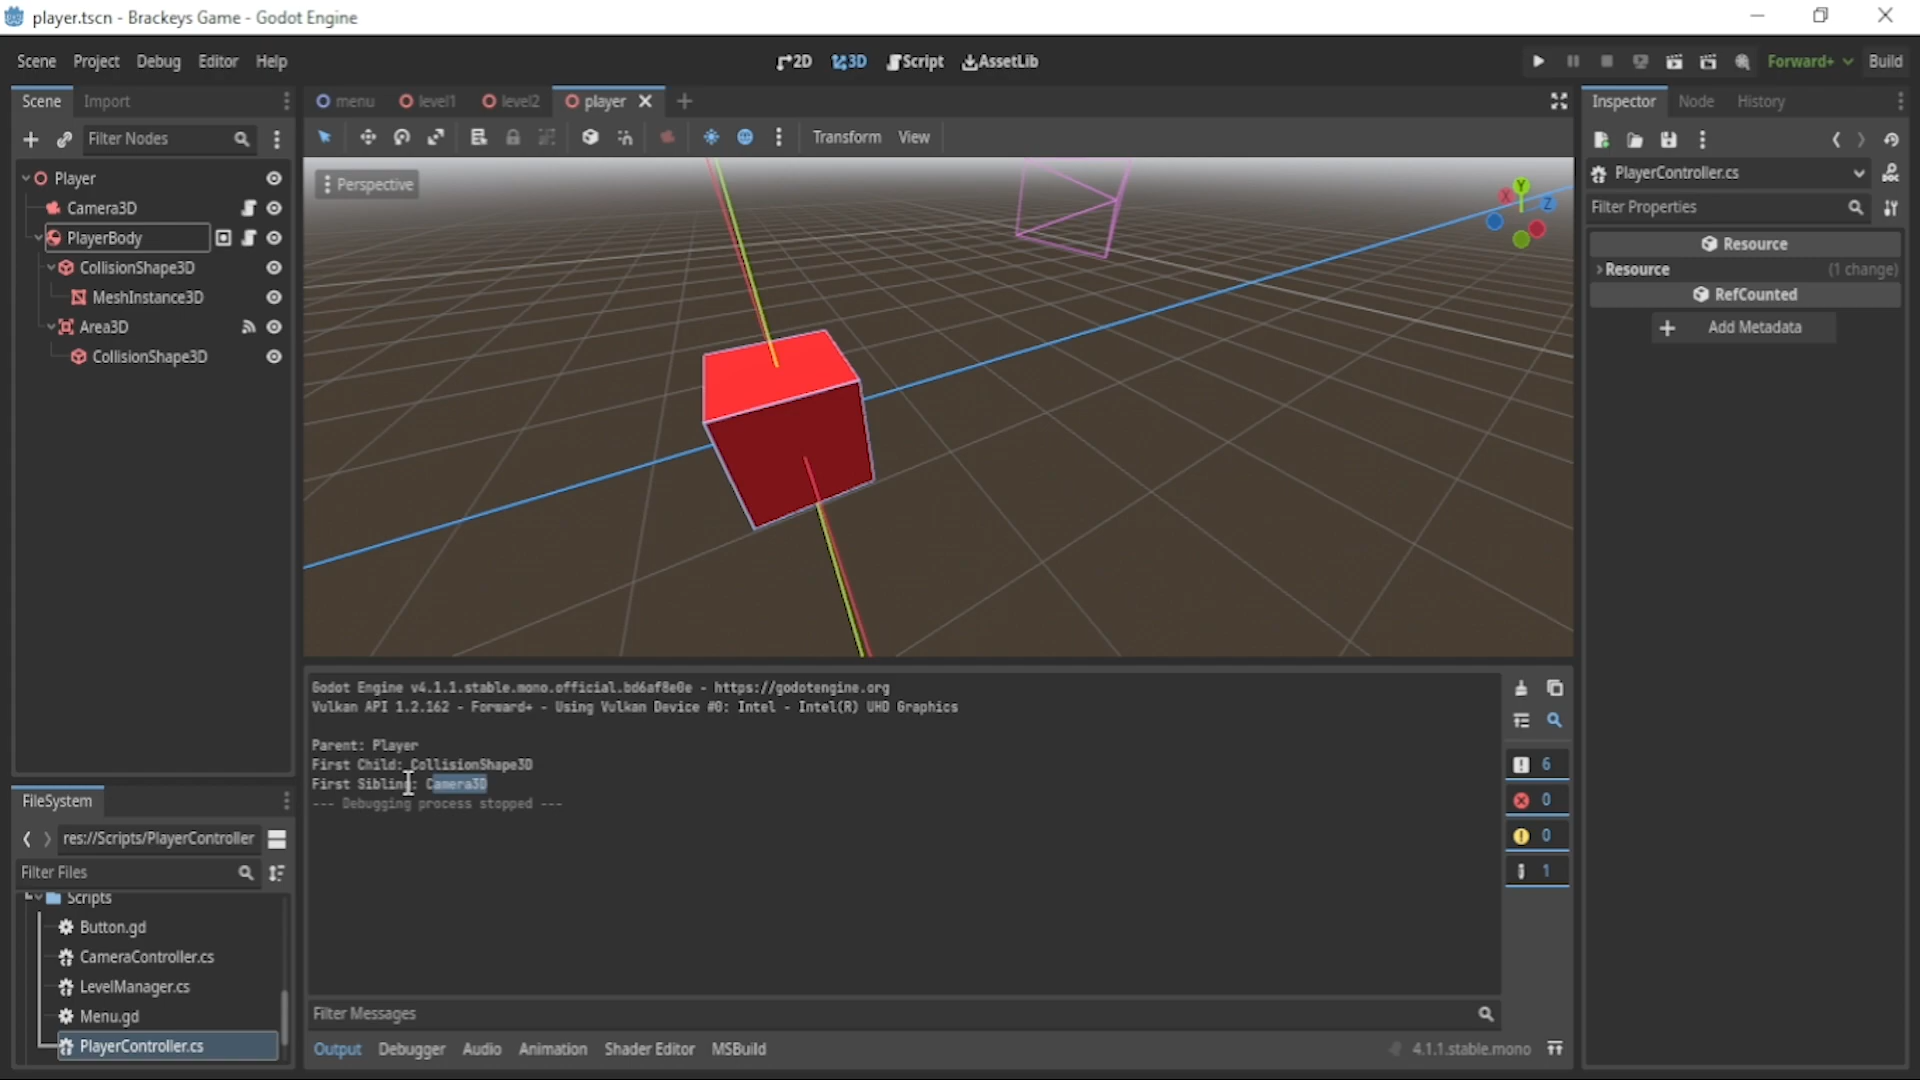 player.tscn - Brackeys Game - Godot Engine
Scene Project Debug Editor Help
2D 3D Script AssetLib
Forward+ Build
Scene Import
menu level1 level2 player
Inspector Node History
Filter Nodes
Transform View
Player
Camera3D
PlayerBody
CollisionShape3D
MeshInstance3D
Area3D
CollisionShape3D
Perspective
X Y Z
PlayerController.cs
Filter Properties
Resource
Resource (1 change)
RefCounted
Add Metadata
Godot Engine v4.1.1.stable.mono.official.bd6af8e0e - https://godotengine.org
Vulkan API 1.2.162 - Forward+ - Using Vulkan Device #0: Intel - Intel(R) UHD Graphics
Parent: Player
First Child: CollisionShape3D
First Sibling: Camera3D
--- Debugging process stopped ---
6
0
0
1
FileSystem
res://Scripts/PlayerController
Filter Files
Scripts
Button.gd
CameraController.cs
LevelManager.cs
Menu.gd
PlayerController.cs
Filter Messages
Output Debugger Audio Animation Shader Editor MSBuild
4.1.1.stable.mono